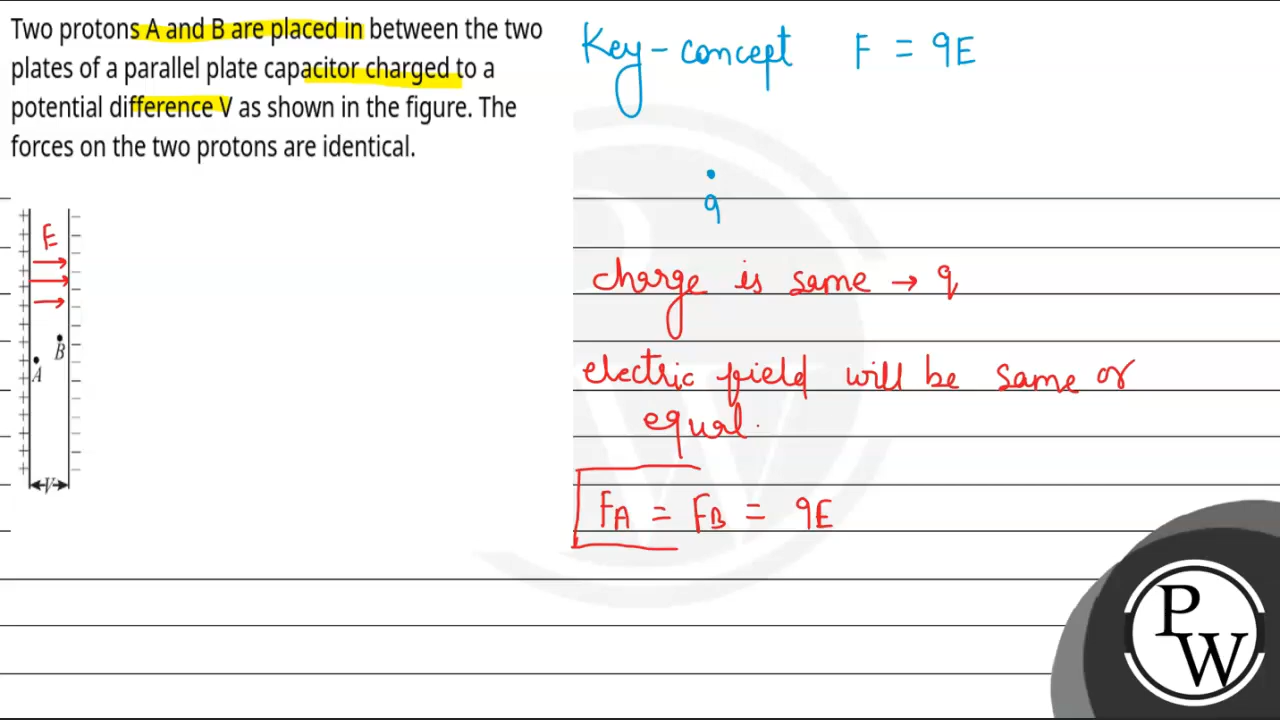 Two protons A and B are placed in between the two
plates of a parallel plate capacitor charged to a
potential difference V as shown in the figure. The
forces on the two protons are identical.
E
B
A
V
Key-concept F = qE
q
charge is same → q
electric field will be same or
equal.
FA = FB = qE
P
W